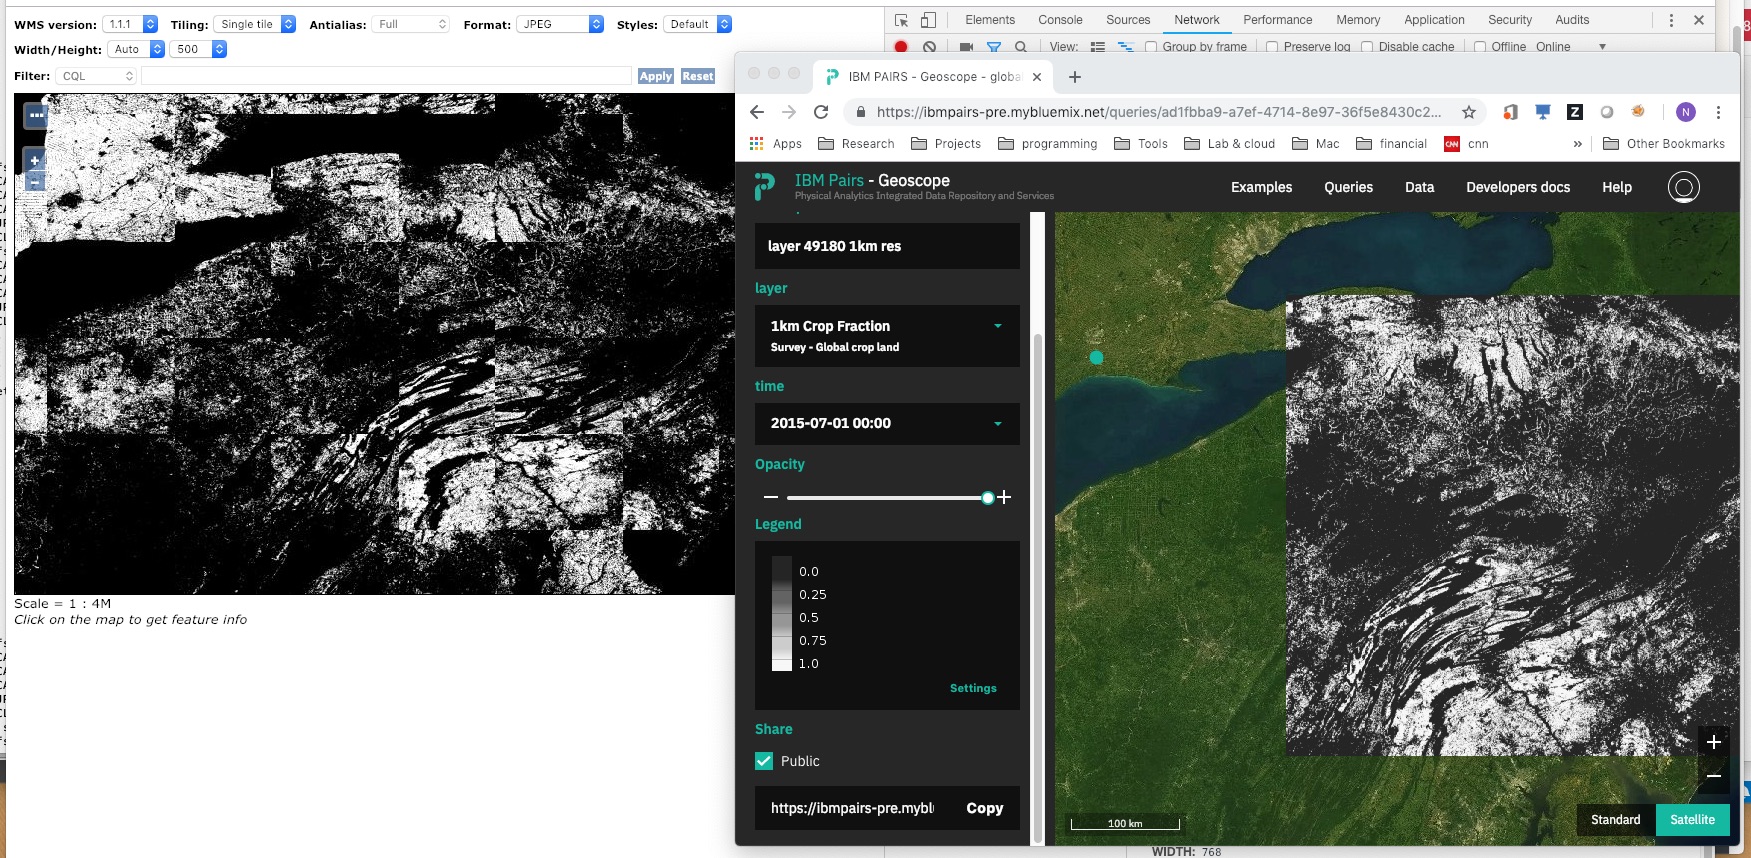 WMS version: 1.1.1 Tiling: Single tile Antialias: Full Format: JPEG Styles: Default
Width/Height: Auto 500
Filter: CQL Apply Reset
Scale = 1 : 4M
Click on the map to get feature info
Elements Console Sources Network Performance Memory Application Security Audits
View: Group by frame Preserve log Disable cache Offline Online
IBM PAIRS - Geoscope - globa
https://ibmpairs-pre.mybluemix.net/queries/ad1fbba9-a7ef-4714-8e97-36f5e8430c2...
N
Apps Research Projects programming Tools Lab & cloud Mac financial cnn » Other Bookmarks
IBM Pairs - Geoscope
Physical Analytics Integrated Data Repository and Services
Examples Queries Data Developers docs Help
layer 49180 1km res
layer
1km Crop Fraction
Survey - Global crop land
time
2015-07-01 00:00
Opacity
Legend
0.0
0.25
0.5
0.75
1.0
Settings
Share
Public
https://ibmpairs-pre.mybl Copy
100 km
Standard Satellite
WIDTH: 768